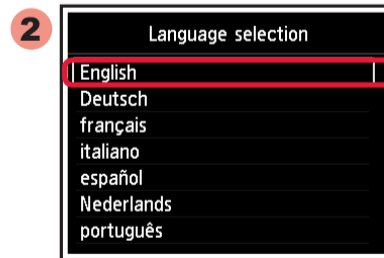 2
Language selection
English
Deutsch
français
italiano
español
Nederlands
português